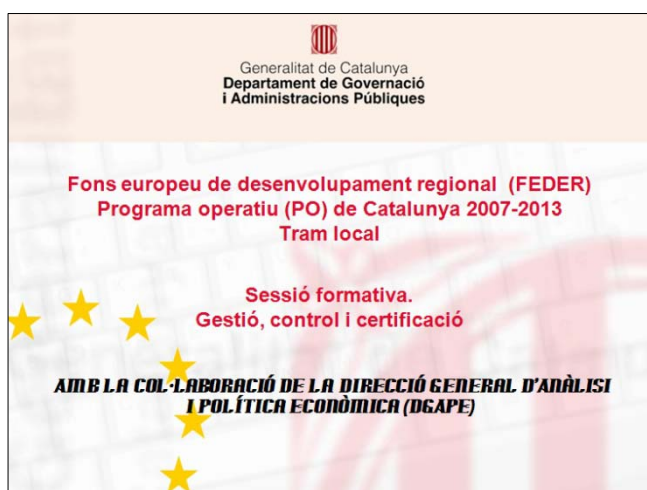 Generalitat de Catalunya
Departament de Governació
i Administracions Públiques
Fons europeu de desenvolupament regional (FEDER)
Programa operatiu (PO) de Catalunya 2007-2013
Tram local
Sessió formativa.
Gestió, control i certificació
AMB LA COL·LABORACIÓ DE LA DIRECCIÓ GENERAL D'ANÀLISI
I POLÍTICA ECONÒMICA (DGAPE)